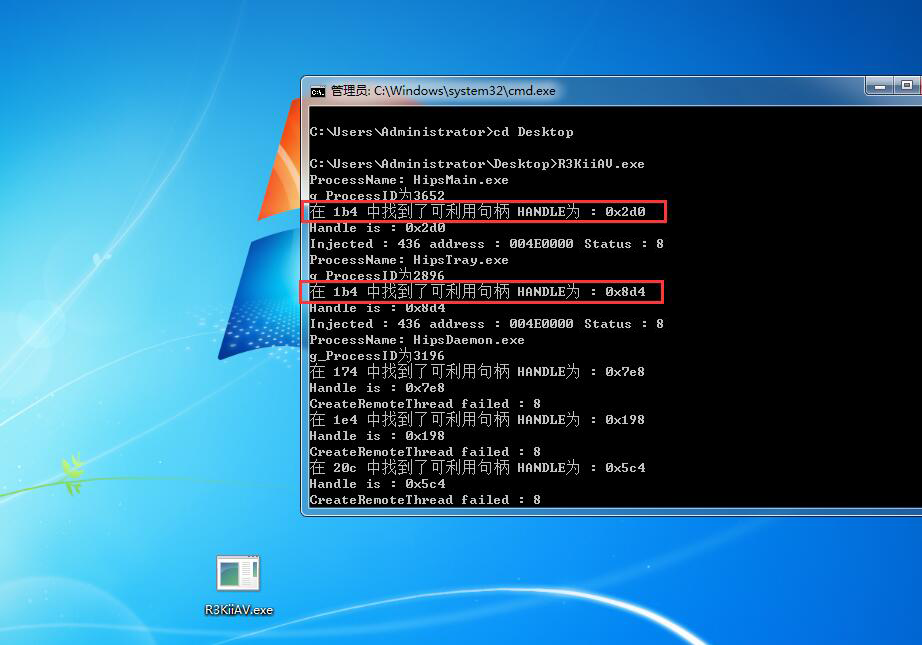 管理员: C:\Windows\system32\cmd.exe
C:\Users\Administrator>cd Desktop
C:\Users\Administrator\Desktop>R3KiiAV.exe
ProcessName: HipsMain.exe
g_ProcessID为3652
在 1b4 中找到了可利用句柄 HANDLE为 : 0x2d0
Handle is : 0x2d0
Injected : 436 address : 004E0000 Status : 8
ProcessName: HipsTray.exe
g_ProcessID为2896
在 1b4 中找到了可利用句柄 HANDLE为 : 0x8d4
Handle is : 0x8d4
Injected : 436 address : 004E0000 Status : 8
ProcessName: HipsDaemon.exe
g_ProcessID为3196
在 174 中找到了可利用句柄 HANDLE为 : 0x7e8
Handle is : 0x7e8
CreateRemoteThread failed : 8
在 1e4 中找到了可利用句柄 HANDLE为 : 0x198
Handle is : 0x198
CreateRemoteThread failed : 8
在 20c 中找到了可利用句柄 HANDLE为 : 0x5c4
Handle is : 0x5c4
CreateRemoteThread failed : 8
R3KiiAV.exe